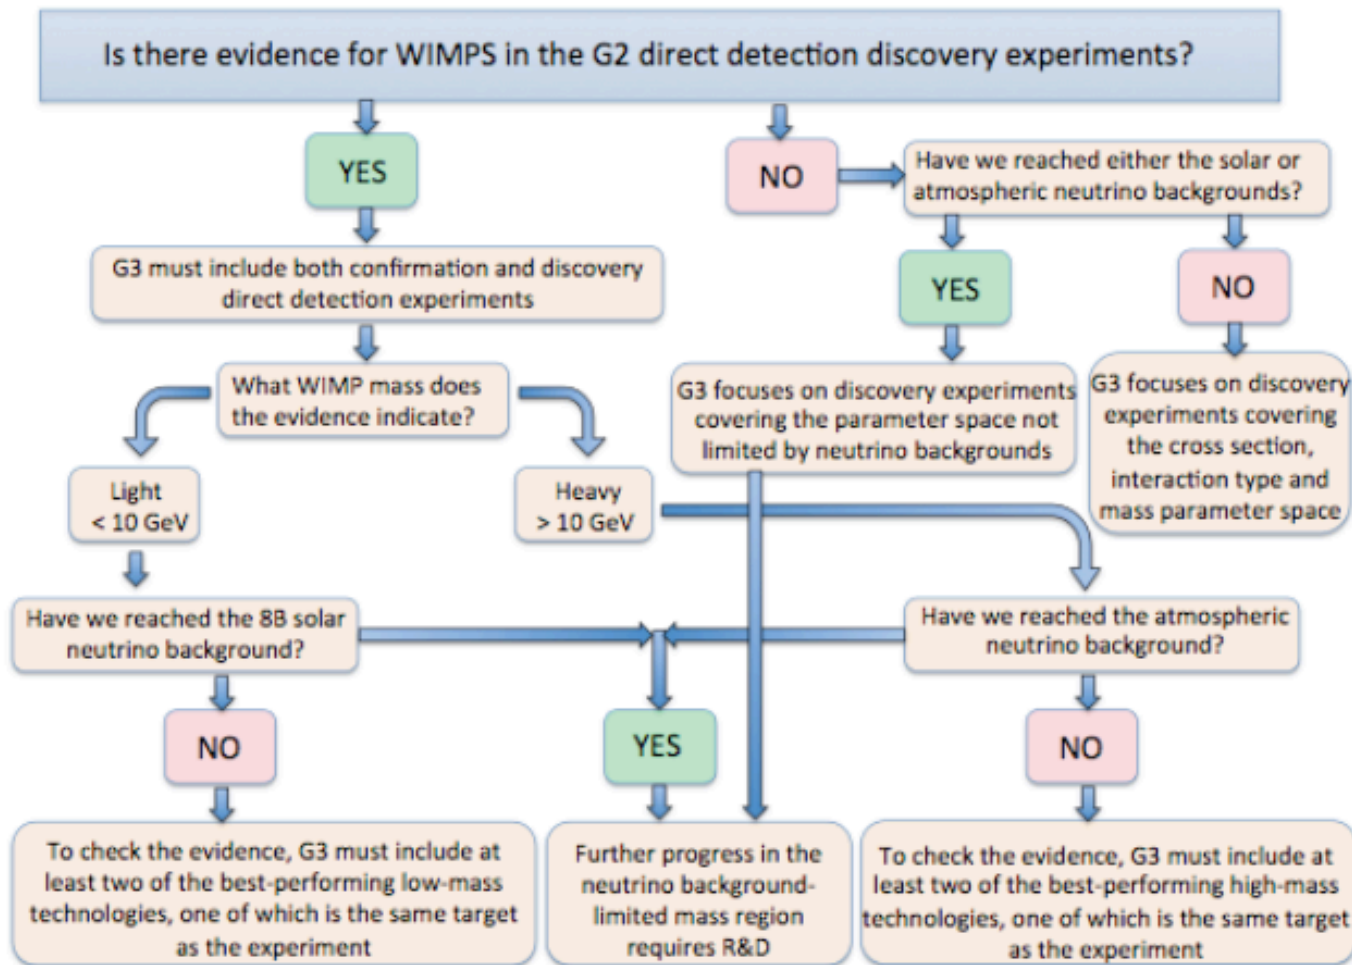 Is there evidence for WIMPS in the G2 direct detection discovery experiments?
YES
NO
Have we reached either the solar or
atmospheric neutrino backgrounds?
G3 must include both confirmation and discovery
direct detection experiments
YES
NO
What WIMP mass does
the evidence indicate?
G3 focuses on discovery experiments
covering the parameter space not
limited by neutrino backgrounds
G3 focuses on discovery
experiments covering
the cross section,
interaction type and
mass parameter space
Light
< 10 GeV
Heavy
> 10 GeV
Have we reached the 8B solar
neutrino background?
Have we reached the atmospheric
neutrino background?
NO
YES
NO
To check the evidence, G3 must include at
least two of the best-performing low-mass
technologies, one of which is the same target
as the experiment
Further progress in the
neutrino background-
limited mass region
requires R&D
To check the evidence, G3 must include at
least two of the best-performing high-mass
technologies, one of which is the same target
as the experiment